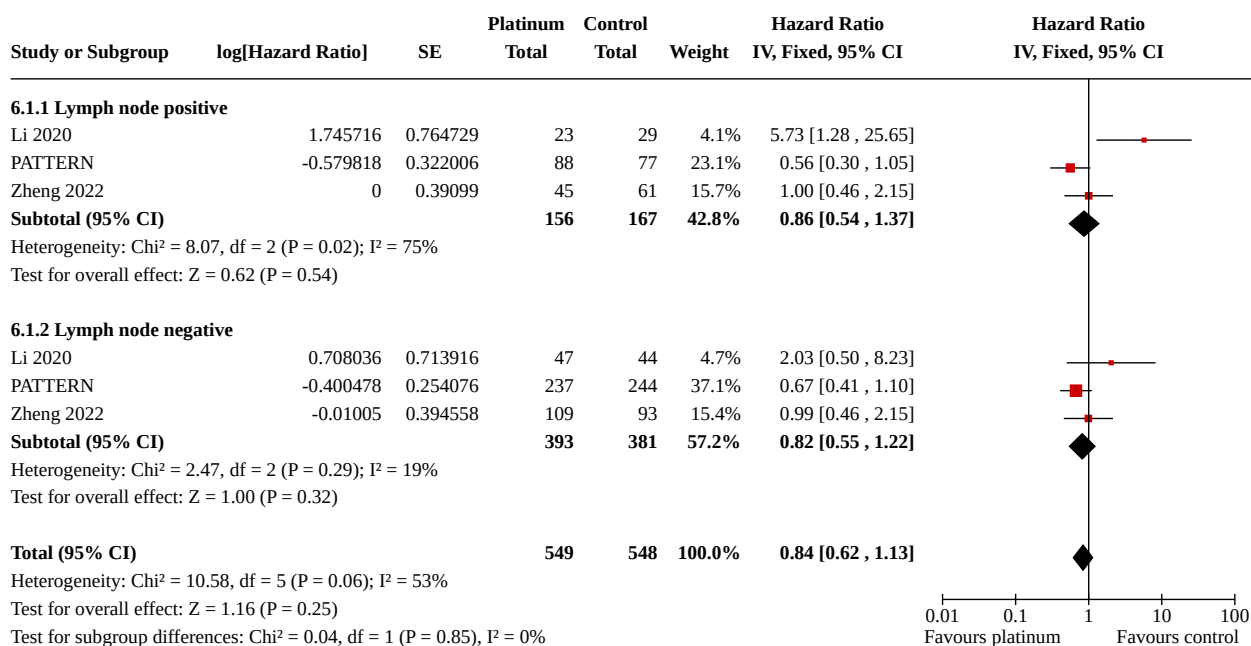 Platinum Control Hazard Ratio Hazard Ratio
Study or Subgroup log[Hazard Ratio] SE Total Total Weight IV, Fixed, 95% CI IV, Fixed, 95% CI
6.1.1 Lymph node positive
Li 2020 1.745716 0.764729 23 29 4.1% 5.73 [1.28 , 25.65]
PATTERN -0.579818 0.322006 88 77 23.1% 0.56 [0.30 , 1.05]
Zheng 2022 0 0.39099 45 61 15.7% 1.00 [0.46 , 2.15]
Subtotal (95% CI) 156 167 42.8% 0.86 [0.54 , 1.37]
Heterogeneity: Chi² = 8.07, df = 2 (P = 0.02); I² = 75%
Test for overall effect: Z = 0.62 (P = 0.54)
6.1.2 Lymph node negative
Li 2020 0.708036 0.713916 47 44 4.7% 2.03 [0.50 , 8.23]
PATTERN -0.400478 0.254076 237 244 37.1% 0.67 [0.41 , 1.10]
Zheng 2022 -0.01005 0.394558 109 93 15.4% 0.99 [0.46 , 2.15]
Subtotal (95% CI) 393 381 57.2% 0.82 [0.55 , 1.22]
Heterogeneity: Chi² = 2.47, df = 2 (P = 0.29); I² = 19%
Test for overall effect: Z = 1.00 (P = 0.32)
Total (95% CI) 549 548 100.0% 0.84 [0.62 , 1.13]
Heterogeneity: Chi² = 10.58, df = 5 (P = 0.06); I² = 53%
Test for overall effect: Z = 1.16 (P = 0.25)
0.01 0.1 1 10 100
Test for subgroup differences: Chi² = 0.04, df = 1 (P = 0.85), I² = 0%
Favours platinum Favours control